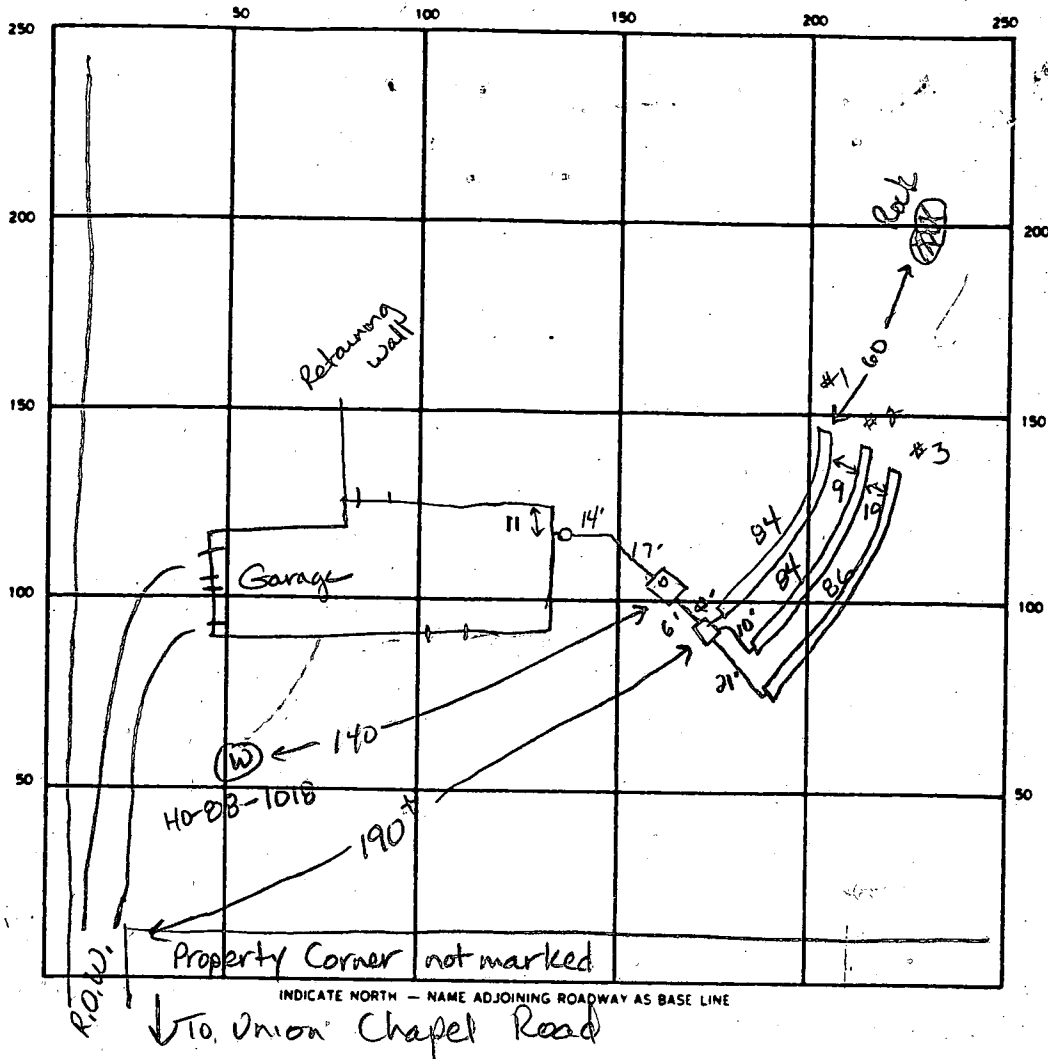 50 100 150 200 250
250
200 200
150 150
100 100
50 50
Rock
60
Retaining
wall
#1
#2
#3
9
10
11
14'
17'
84
84
86
Garage
8'
6'
10'
21'
140
W
HO-88-1018
190+
Property Corner not marked
R.O.W.
INDICATE NORTH — NAME ADJOINING ROADWAY AS BASE LINE
To Union Chapel Road